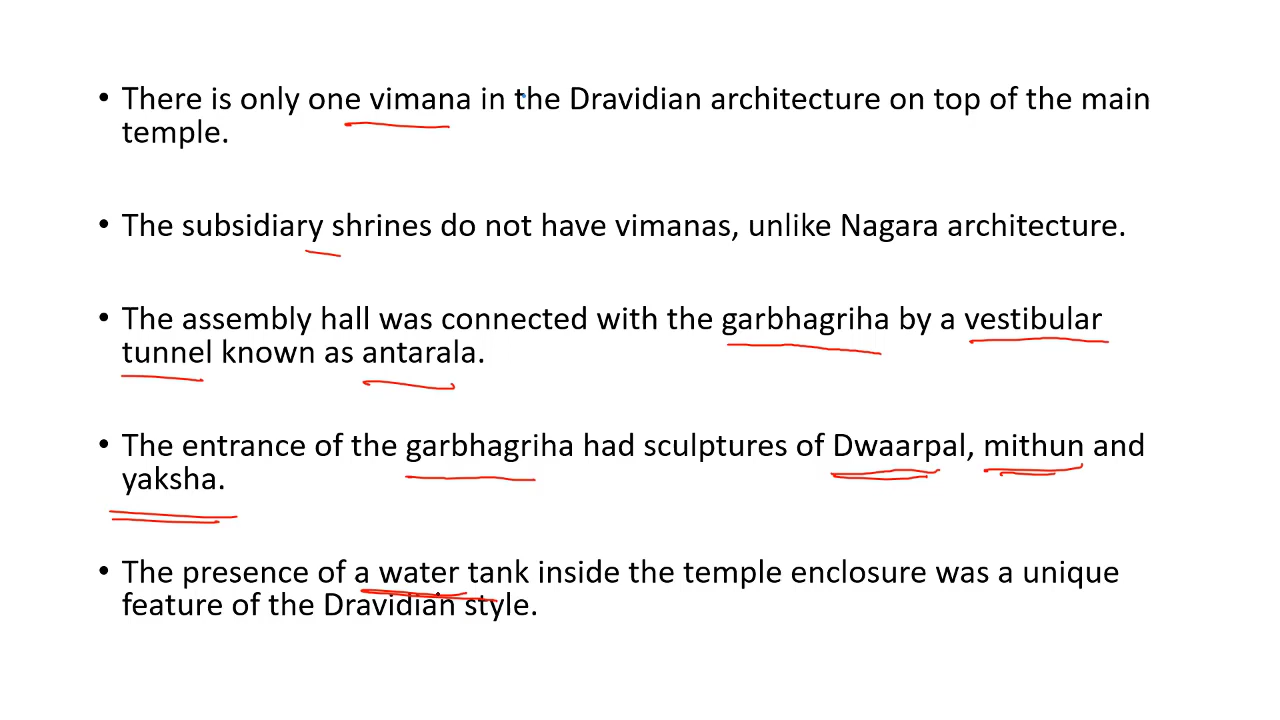 • There is only one vimana in the Dravidian architecture on top of the main
temple.
• The subsidiary shrines do not have vimanas, unlike Nagara architecture.
• The assembly hall was connected with the garbhagriha by a vestibular
tunnel known as antarala.
• The entrance of the garbhagriha had sculptures of Dwaarpal, mithun and
yaksha.
• The presence of a water tank inside the temple enclosure was a unique
feature of the Dravidian style.